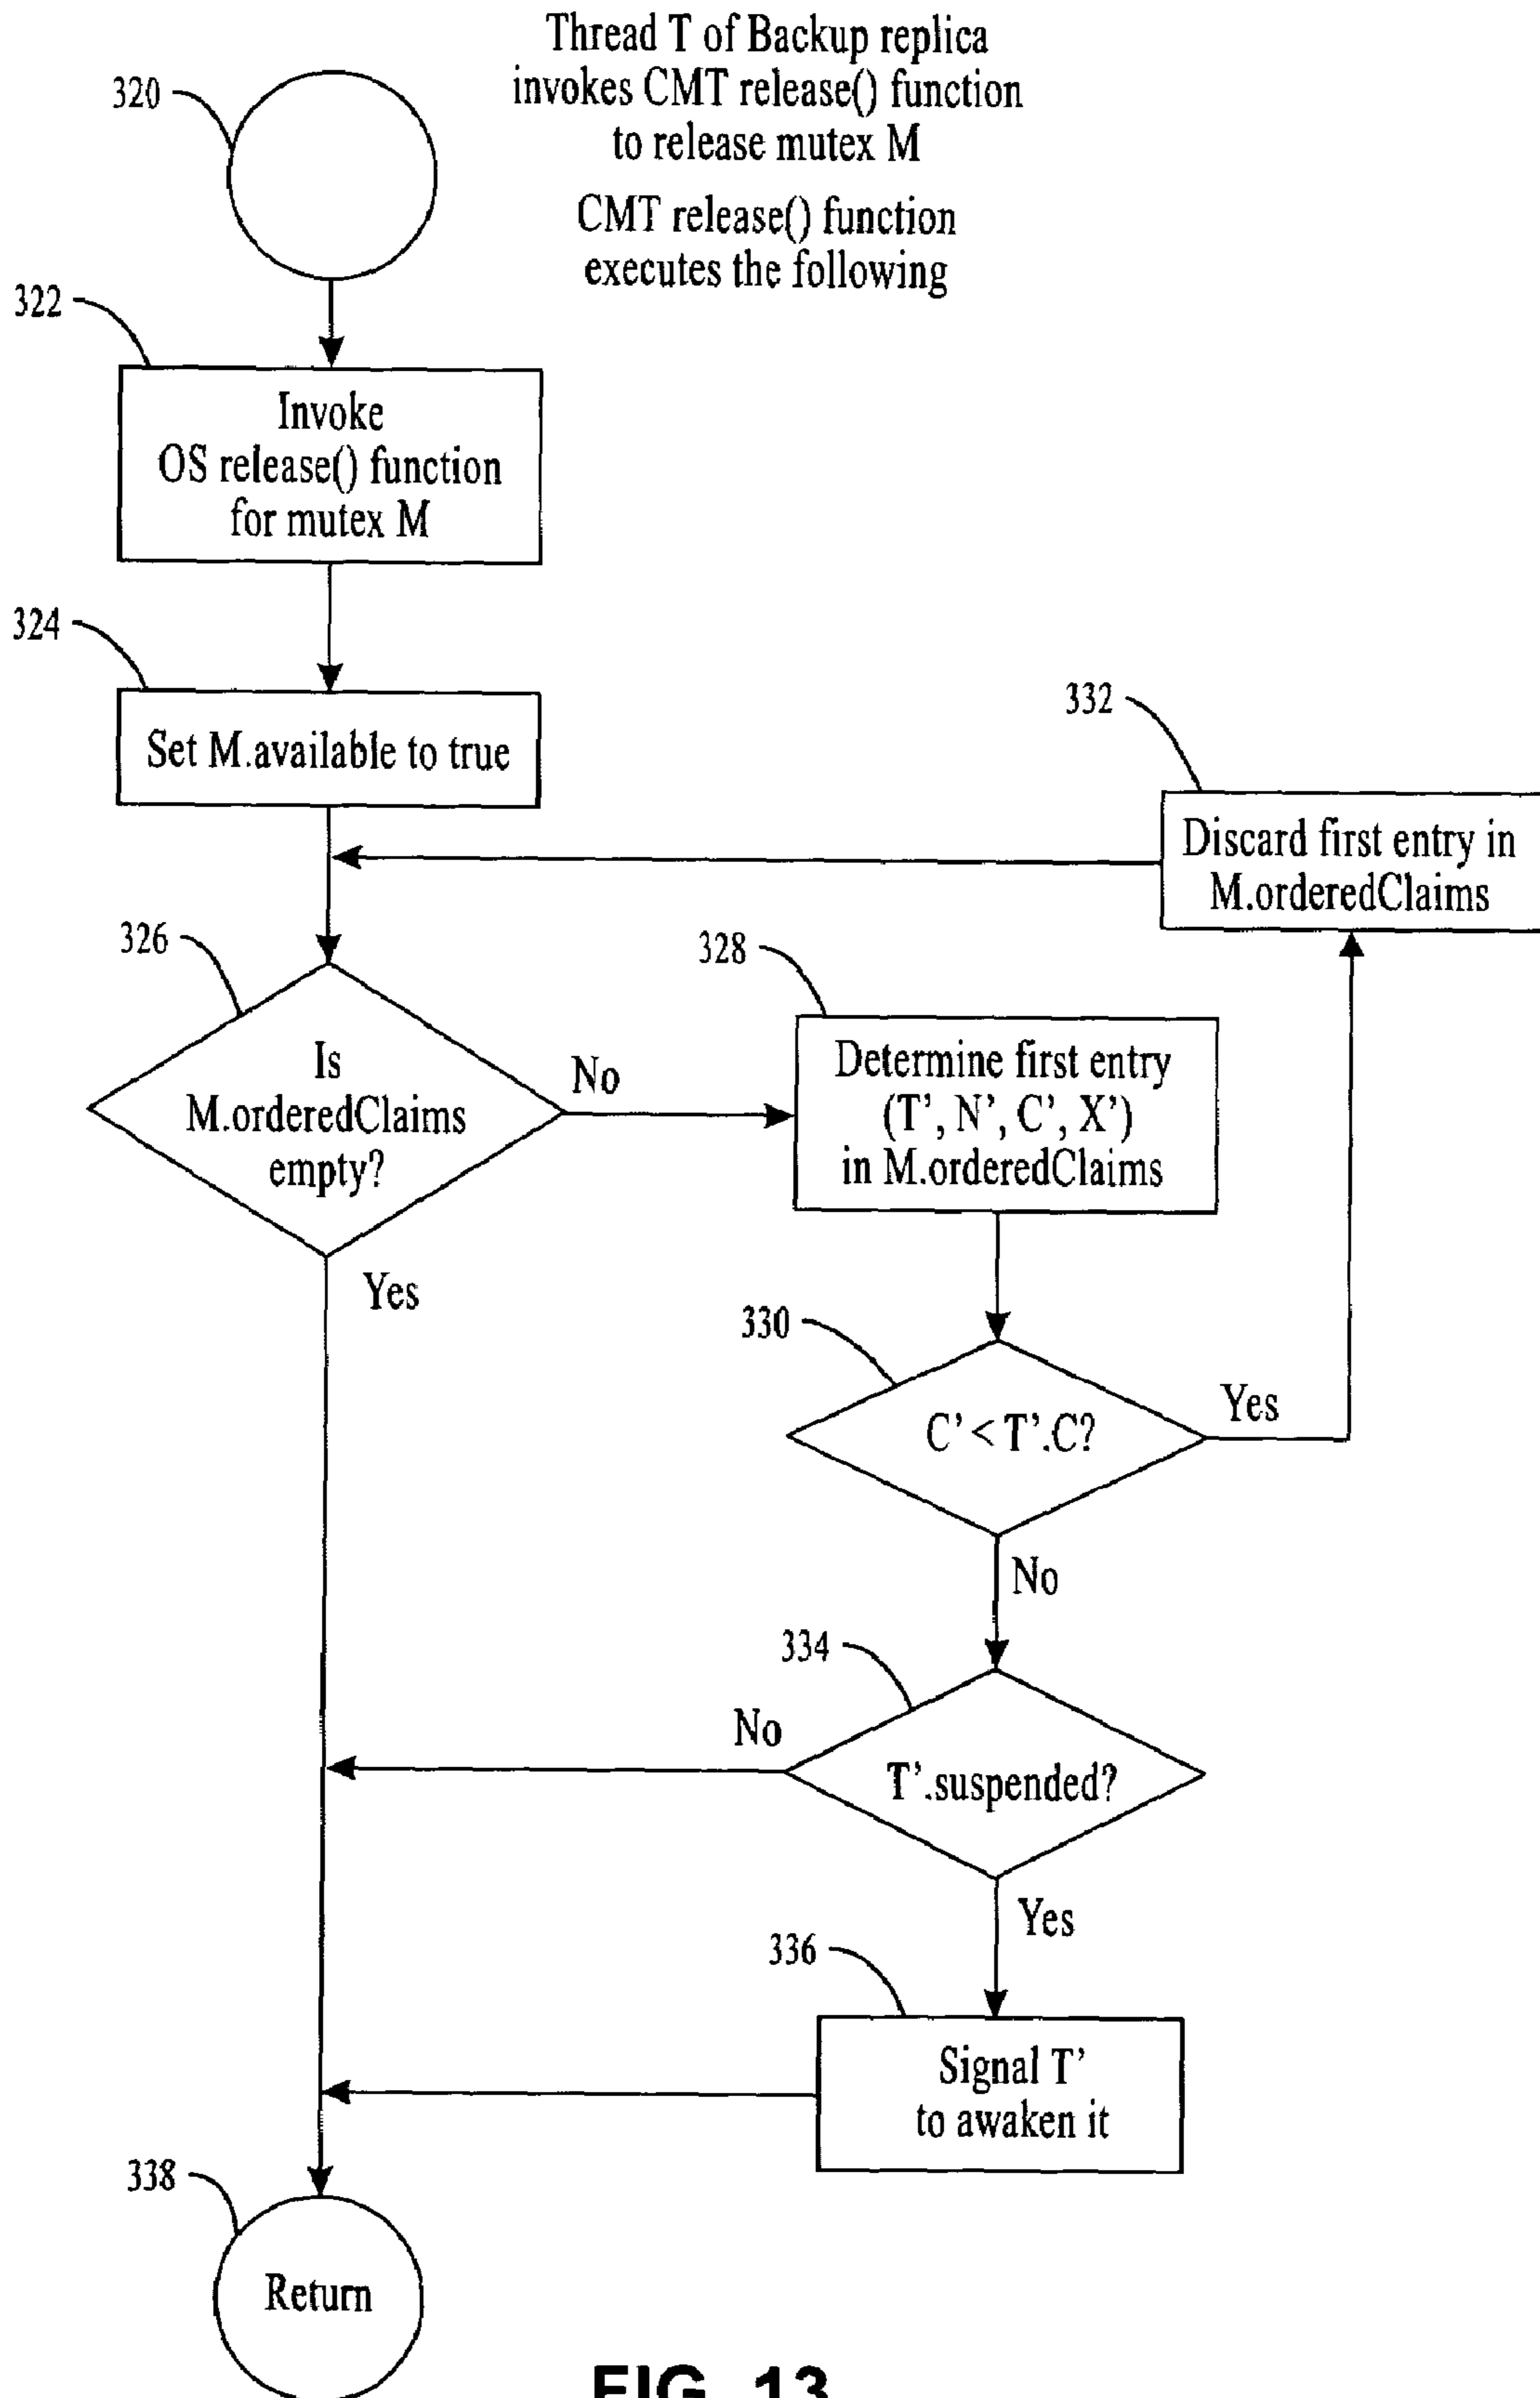 Thread T of Backup replica
invokes CMT release() function
to release mutex M
CMT release() function
executes the following
320
322
Invoke
OS release() function
for mutex M
324
Set M.available to true
332
Discard first entry in
M.orderedClaims
326
Is
M.orderedClaims
empty?
No
Yes
328
Determine first entry
(T', N', C', X')
in M.orderedClaims
330
C' < T'.C?
Yes
No
334
T'.suspended?
No
Yes
336
Signal T'
to awaken it
338
Return
FIG. 13